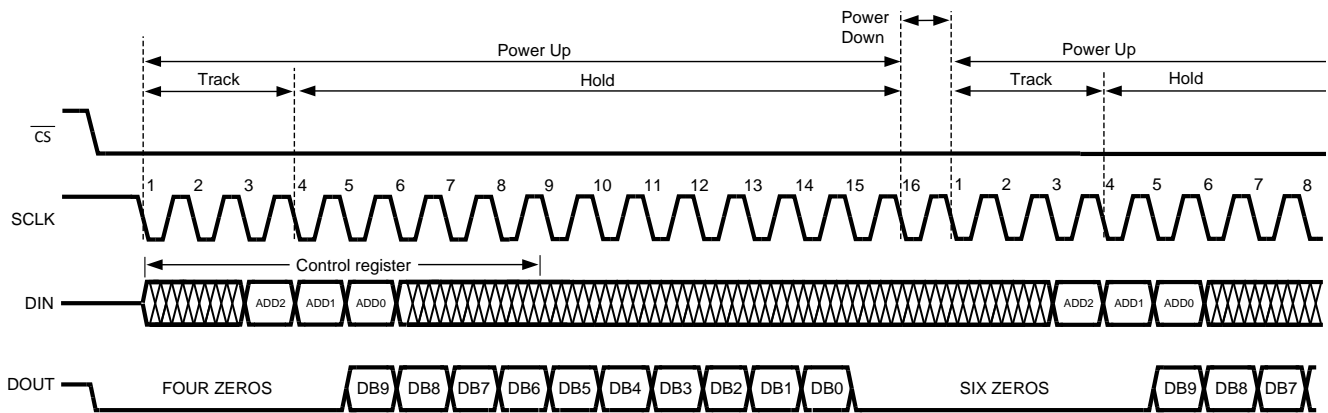 Power Down
Power Up
Power Up
Track
Hold
Track
Hold
CS
1 2 3 4 5 6 7 8 9 10 11 12 13 14 15 16 1 2 3 4 5 6 7 8
SCLK
Control register
DIN
ADD2 ADD1 ADD0 ADD2 ADD1 ADD0
DOUT
FOUR ZEROS DB9 DB8 DB7 DB6 DB5 DB4 DB3 DB2 DB1 DB0 SIX ZEROS DB9 DB8 DB7